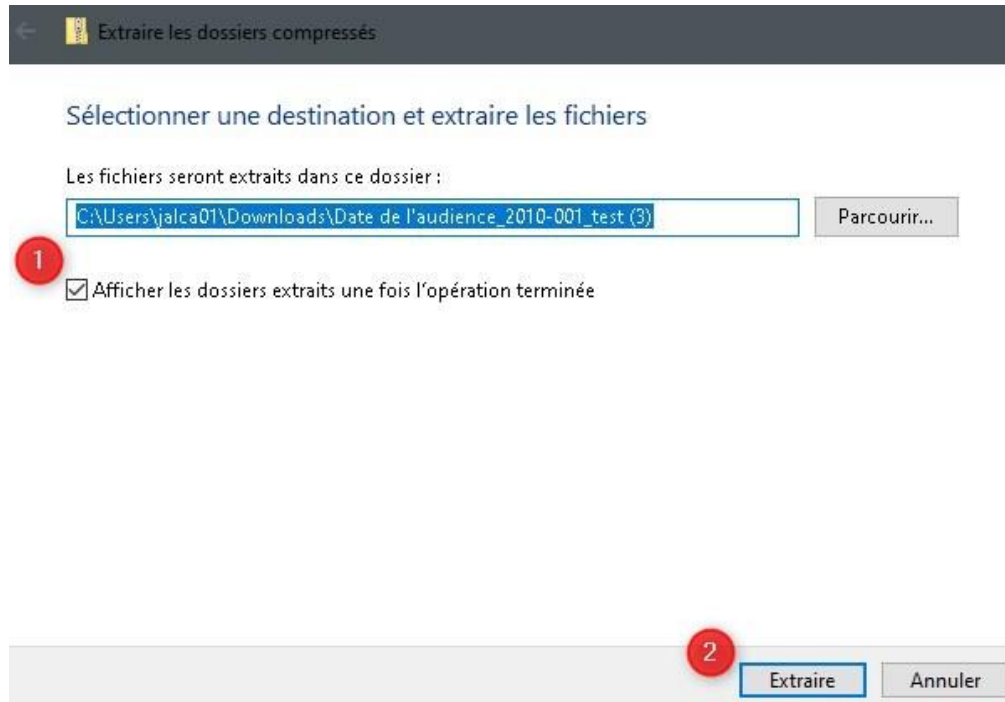 Extraire les dossiers compressés
Sélectionner une destination et extraire les fichiers
Les fichiers seront extraits dans ce dossier :
C:\Users\jalca01\Downloads\Date de l'audience_2010-001_test (3)
Parcourir...
1
Afficher les dossiers extraits une fois l'opération terminée
2
Extraire
Annuler